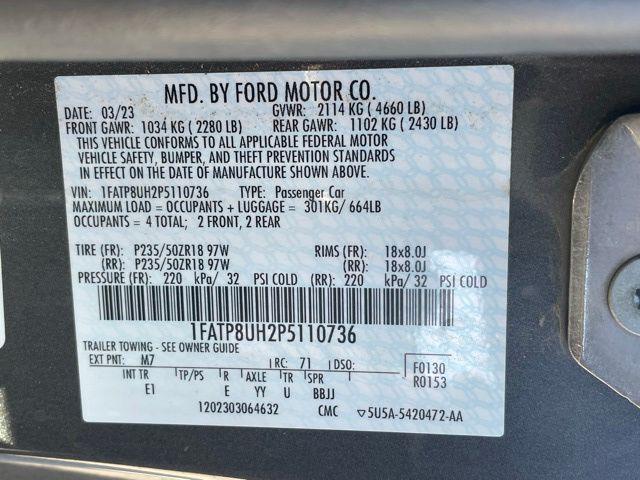 MFD. BY FORD MOTOR CO.
DATE: 03/23 GVWR: 2114 KG ( 4660 LB)
FRONT GAWR: 1034 KG ( 2280 LB) REAR GAWR: 1102 KG ( 2430 LB)
THIS VEHICLE CONFORMS TO ALL APPLICABLE FEDERAL MOTOR
VEHICLE SAFETY, BUMPER, AND THEFT PREVENTION STANDARDS
IN EFFECT ON THE DATE OF MANUFACTURE SHOWN ABOVE.
VIN: 1FATP8UH2P5110736 TYPE: Passenger Car
MAXIMUM LOAD = OCCUPANTS + LUGGAGE = 301KG/ 664LB
OCCUPANTS = 4 TOTAL; 2 FRONT, 2 REAR
TIRE (FR): P235/50ZR18 97W RIMS (FR): 18x8.0J
(RR): P235/50ZR18 97W (RR): 18x8.0J
PRESSURE (FR): 220 kPa/ 32 PSI COLD (RR): 220 kPa/ 32 PSI COLD
1FATP8UH2P5110736
TRAILER TOWING - SEE OWNER GUIDE
EXT PNT: M7 RC: 71 DSO: F0130
INT TR TP/PS R AXLE TR SPR R0153
E1 E YY U BBJJ
1202303064632 CMC ▽5U5A-5420472-AA